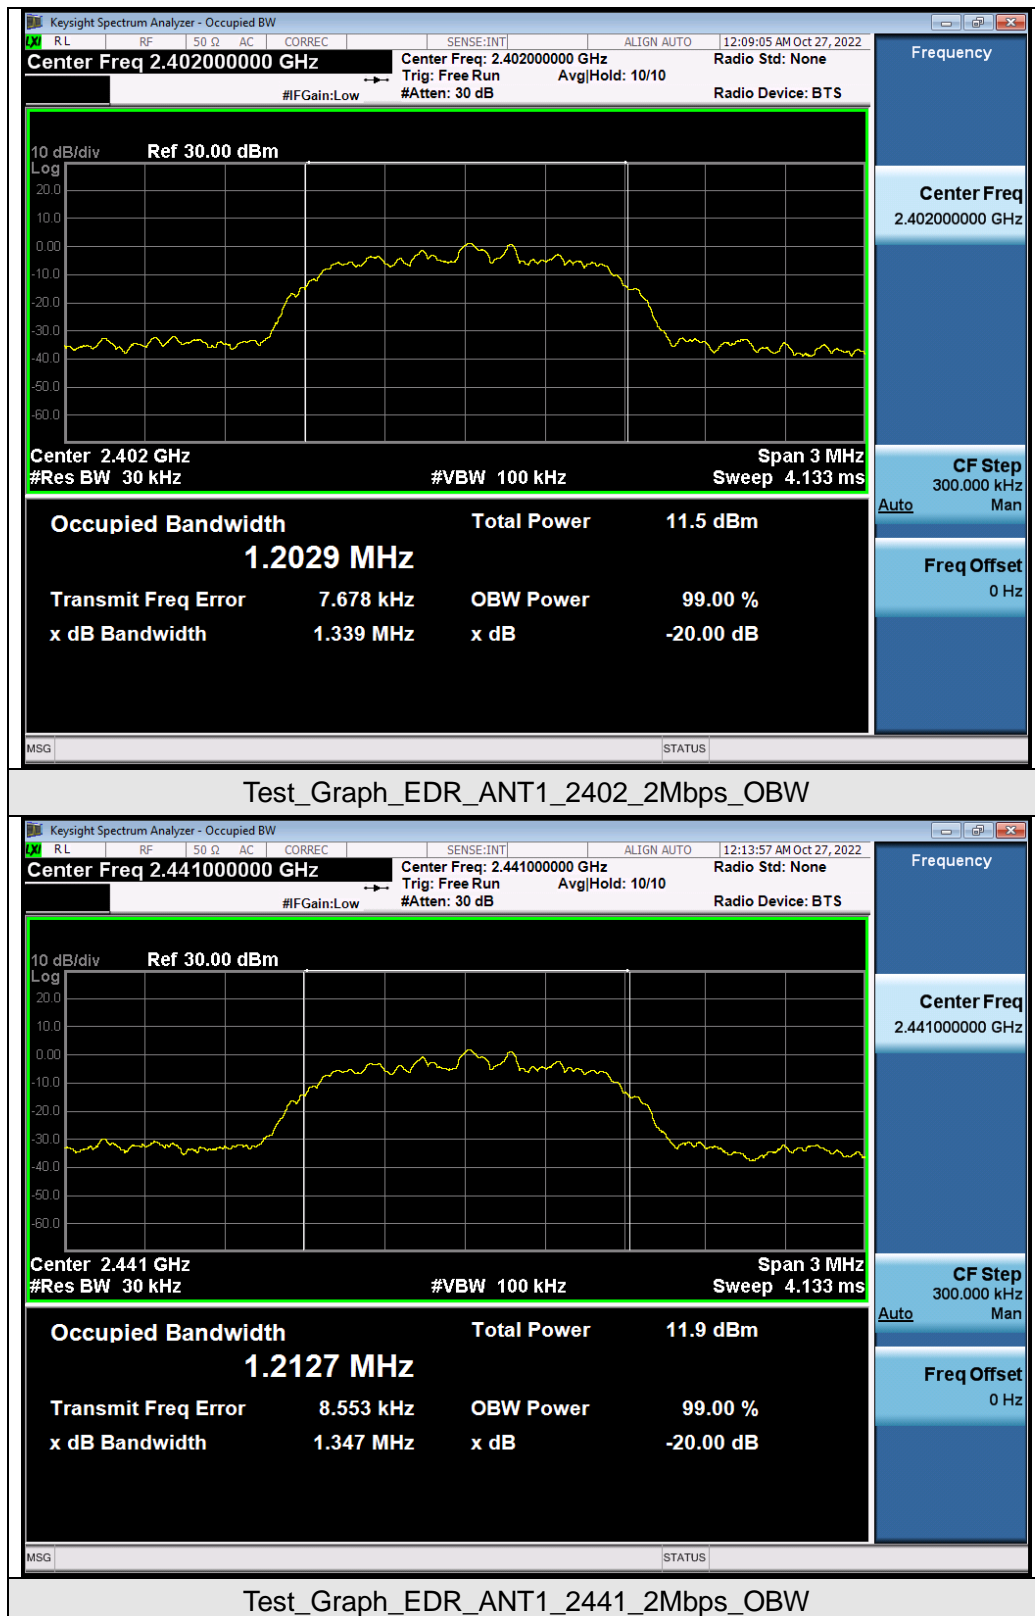 Keysight Spectrum Analyzer - Occupied BW
LXI RL RF 50 Ω AC CORREC SENSE:INT ALIGN AUTO 12:09:05 AM Oct 27, 2022
Center Freq 2.402000000 GHz
Center Freq: 2.402000000 GHz
Radio Std: None
Trig: Free Run Avg|Hold: 10/10
#IFGain:Low
#Atten: 30 dB
Radio Device: BTS
Frequency
10 dB/div Ref 30.00 dBm
Log
20.0
10.0
0.00
-10.0
-20.0
-30.0
-40.0
-50.0
-60.0
Center Freq
2.402000000 GHz
Center 2.402 GHz Span 3 MHz
#Res BW 30 kHz #VBW 100 kHz Sweep 4.133 ms
CF Step
300.000 kHz
Auto Man
Freq Offset
0 Hz
Occupied Bandwidth Total Power 11.5 dBm
1.2029 MHz
Transmit Freq Error 7.678 kHz OBW Power 99.00 %
x dB Bandwidth 1.339 MHz x dB -20.00 dB
MSG STATUS
Test_Graph_EDR_ANT1_2402_2Mbps_OBW
Keysight Spectrum Analyzer - Occupied BW
LXI RL RF 50 Ω AC CORREC SENSE:INT ALIGN AUTO 12:13:57 AM Oct 27, 2022
Center Freq 2.441000000 GHz
Center Freq: 2.441000000 GHz
Radio Std: None
Trig: Free Run Avg|Hold: 10/10
#IFGain:Low
#Atten: 30 dB
Radio Device: BTS
Frequency
10 dB/div Ref 30.00 dBm
Log
20.0
10.0
0.00
-10.0
-20.0
-30.0
-40.0
-50.0
-60.0
Center Freq
2.441000000 GHz
Center 2.441 GHz Span 3 MHz
#Res BW 30 kHz #VBW 100 kHz Sweep 4.133 ms
CF Step
300.000 kHz
Auto Man
Freq Offset
0 Hz
Occupied Bandwidth Total Power 11.9 dBm
1.2127 MHz
Transmit Freq Error 8.553 kHz OBW Power 99.00 %
x dB Bandwidth 1.347 MHz x dB -20.00 dB
MSG STATUS
Test_Graph_EDR_ANT1_2441_2Mbps_OBW